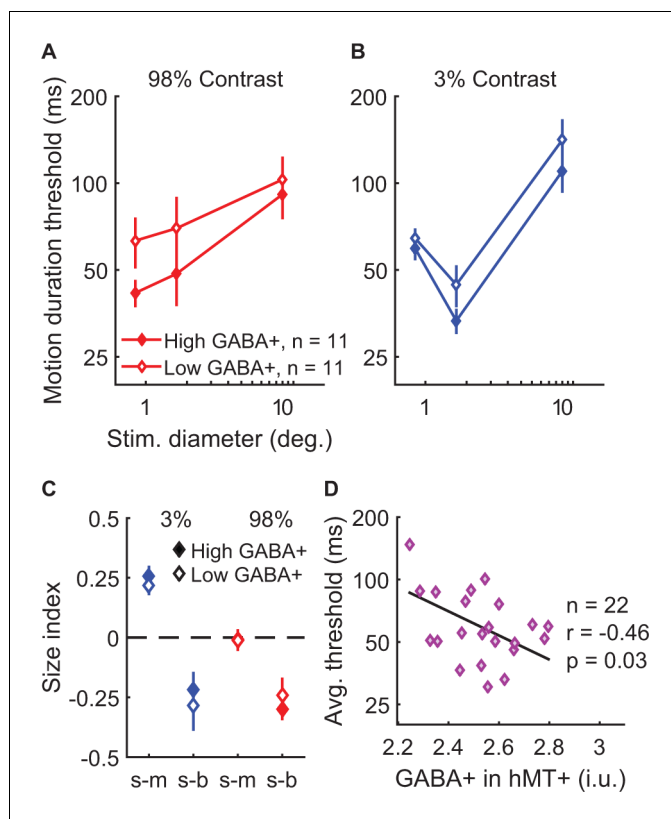 A
98% Contrast
Motion duration threshold (ms)
200
100
50
25
High GABA+, n = 11
Low GABA+, n = 11
1
10
Stim. diameter (deg.)
B
3% Contrast
200
100
50
25
1
10
C
3%
98%
High GABA+
Low GABA+
Size index
0.5
0.25
0
-0.25
-0.5
s-m
s-b
s-m
s-b
D
Avg. threshold (ms)
200
100
50
25
n = 22
r = -0.46
p = 0.03
2.2
2.4
2.6
2.8
3
GABA+ in hMT+ (i.u.)